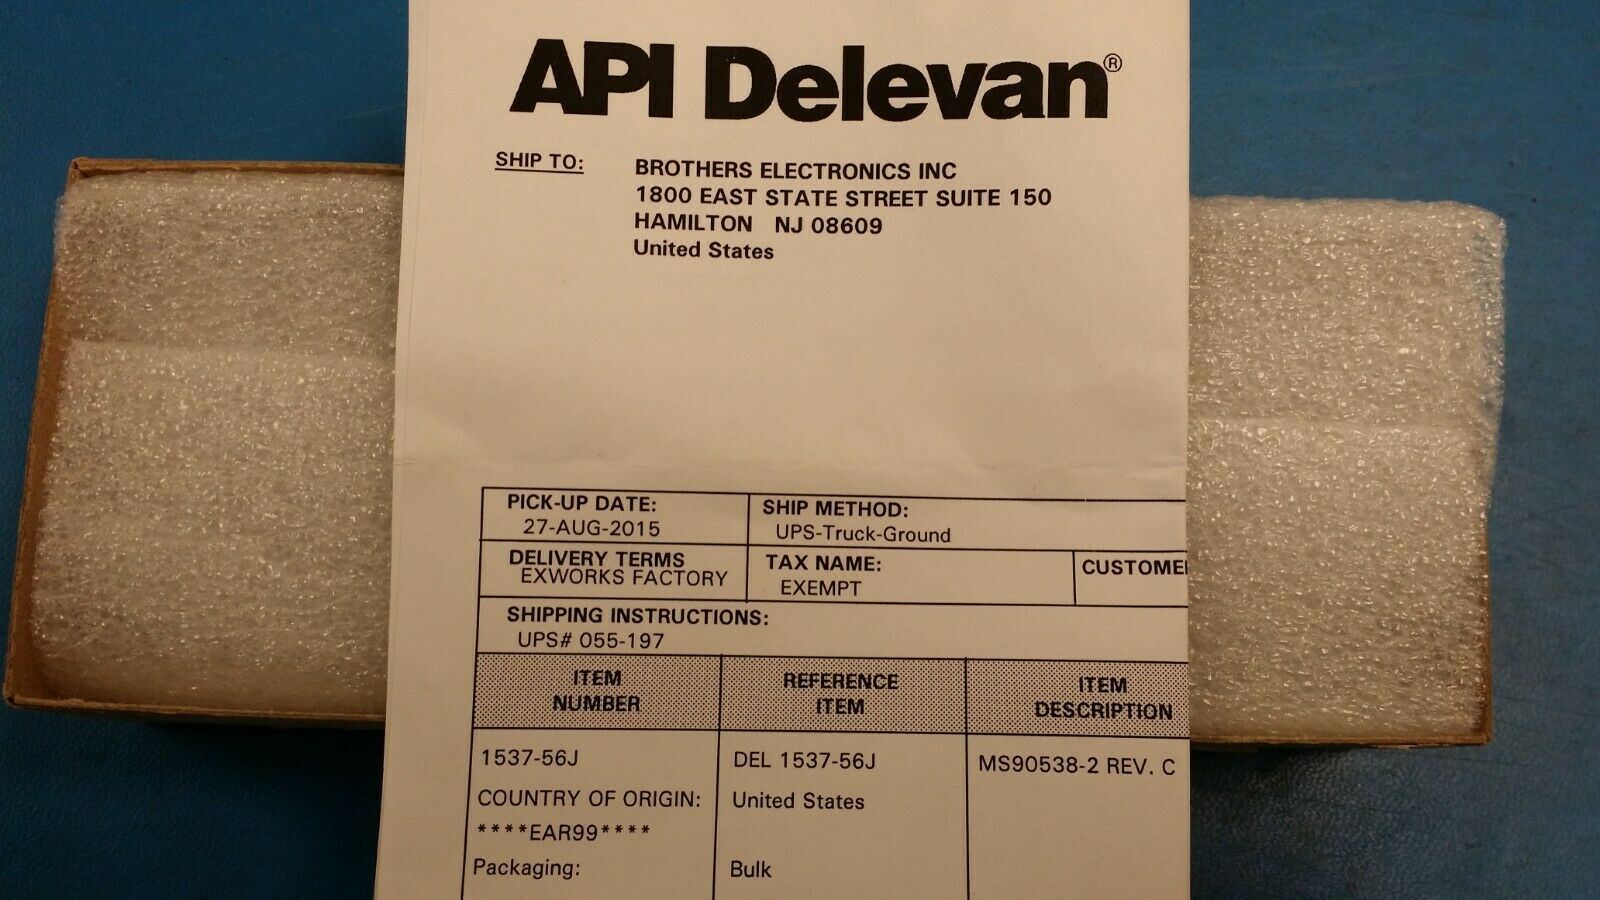 API Delevan®
SHIP TO:
BROTHERS ELECTRONICS INC
1800 EAST STATE STREET SUITE 150
HAMILTON NJ 08609
United States
PICK-UP DATE:
27-AUG-2015
SHIP METHOD:
UPS-Truck-Ground
DELIVERY TERMS
EXWORKS FACTORY
TAX NAME:
EXEMPT
CUSTOME
SHIPPING INSTRUCTIONS:
UPS# 055-197
ITEM
NUMBER
REFERENCE
ITEM
ITEM
DESCRIPTION
1537-56J
DEL 1537-56J
MS90538-2 REV. C
COUNTRY OF ORIGIN:
United States
****EAR99****
Packaging:
Bulk